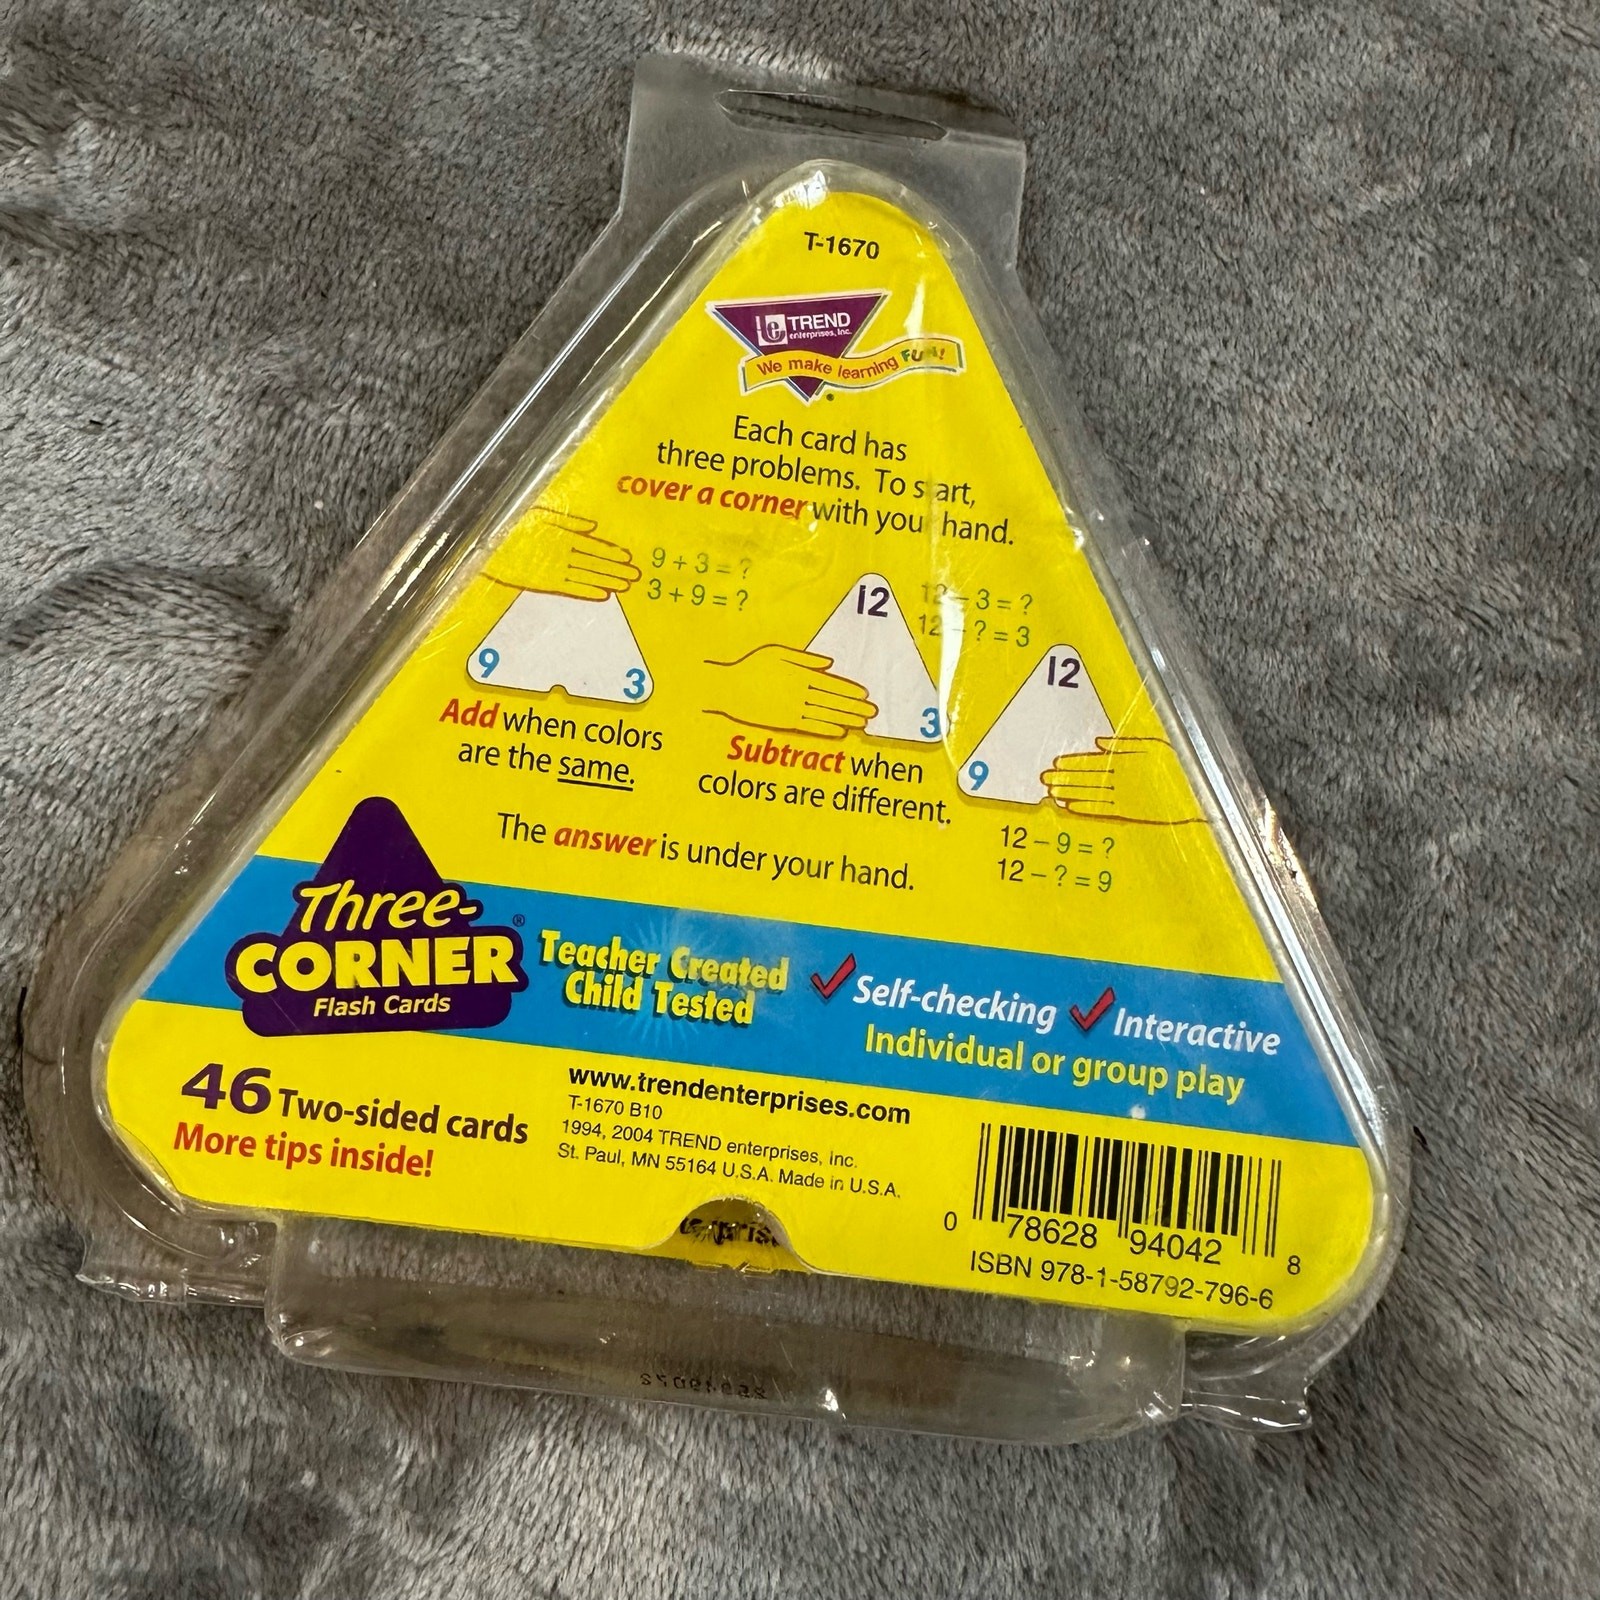 T-1670
TREND
enterprises, Inc.
We make learning FUN!
®
Each card has
three problems. To start,
cover a corner with your hand.
9 + 3 = ?
3 + 9 = ?
9
3
Add when colors
are the same.
12
12 – 3 = ?
12 – ? = 3
3
Subtract when
colors are different.
12
9
12 – 9 = ?
12 – ? = 9
The answer is under your hand.
Three-
CORNER®
Flash Cards
Teacher Created
Child Tested
Self-checking Interactive
Individual or group play
46 Two-sided cards
More tips inside!
www.trendenterprises.com
T-1670 B10
1994, 2004 TREND enterprises, Inc.
St. Paul, MN 55164 U.S.A. Made in U.S.A.
0 78628 94042 8
ISBN 978-1-58792-796-6